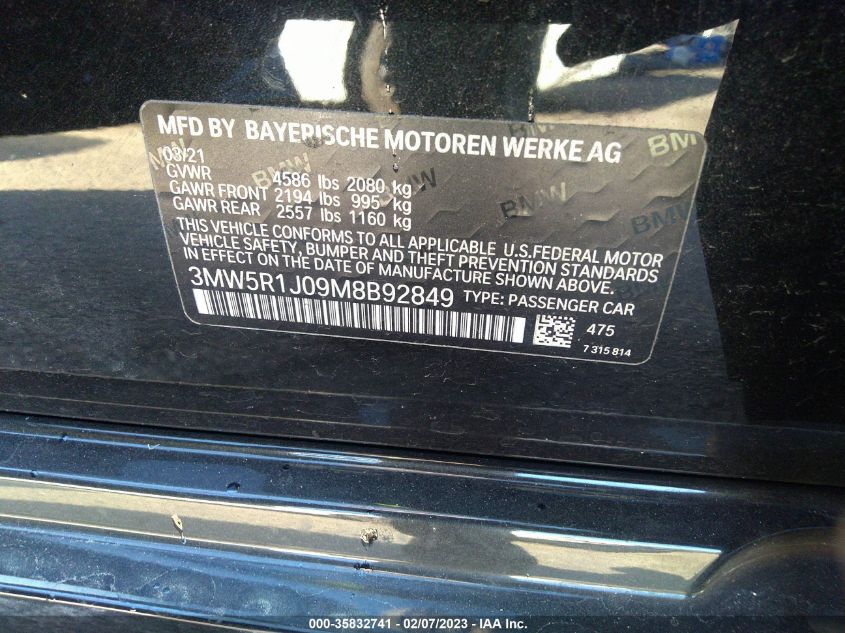 MFD BY BAYERISCHE MOTOREN WERKE AG
03/21
GVWR 4586 lbs 2080 kg
GAWR FRONT 2194 lbs 995 kg
GAWR REAR 2557 lbs 1160 kg
THIS VEHICLE CONFORMS TO ALL APPLICABLE U.S.FEDERAL MOTOR
VEHICLE SAFETY, BUMPER AND THEFT PREVENTION STANDARDS
IN EFFECT ON THE DATE OF MANUFACTURE SHOWN ABOVE.
3MW5R1J09M8B92849 TYPE: PASSENGER CAR
475
7 315 814
BMW
BMW
BMW
BMW
000-35832741 - 02/07/2023 - © IAA Inc.